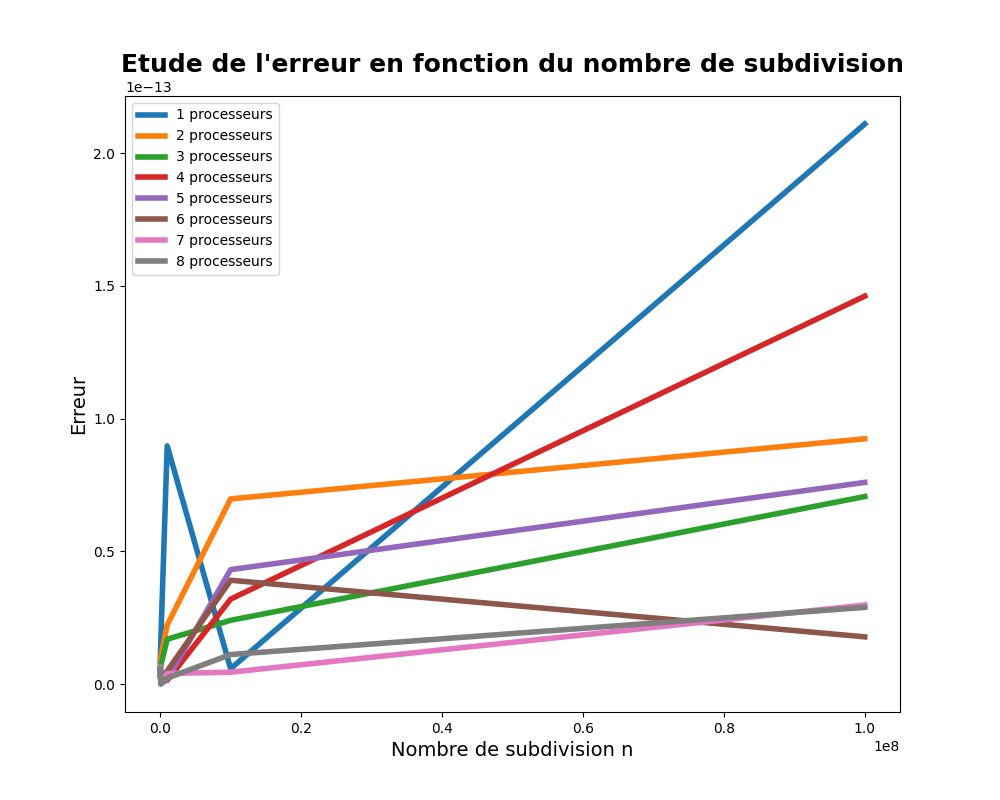 Etude de l'erreur en fonction du nombre de subdivision
1e−13
1 processeurs
2 processeurs
3 processeurs
4 processeurs
5 processeurs
6 processeurs
7 processeurs
8 processeurs
2.0
1.5
1.0
0.5
0.0
Erreur
0.0 0.2 0.4 0.6 0.8 1.0
1e8
Nombre de subdivision n